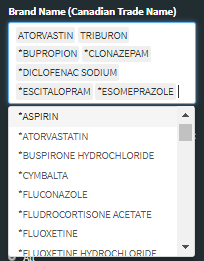 Brand Name (Canadian Trade Name)
ATORVASTIN TRIBURON
*BUPROPION *CLONAZEPAM
*DICLOFENAC SODIUM
*ESCITALOPRAM *ESOMEPRAZOLE
*ASPIRIN
*ATORVASTATIN
*BUSPIRONE HYDROCHLORIDE
*CYMBALTA
*FLUCONAZOLE
*FLUDROCORTISONE ACETATE
*FLUOXETINE
*FLUOXETINE HYDROCHLORIDE